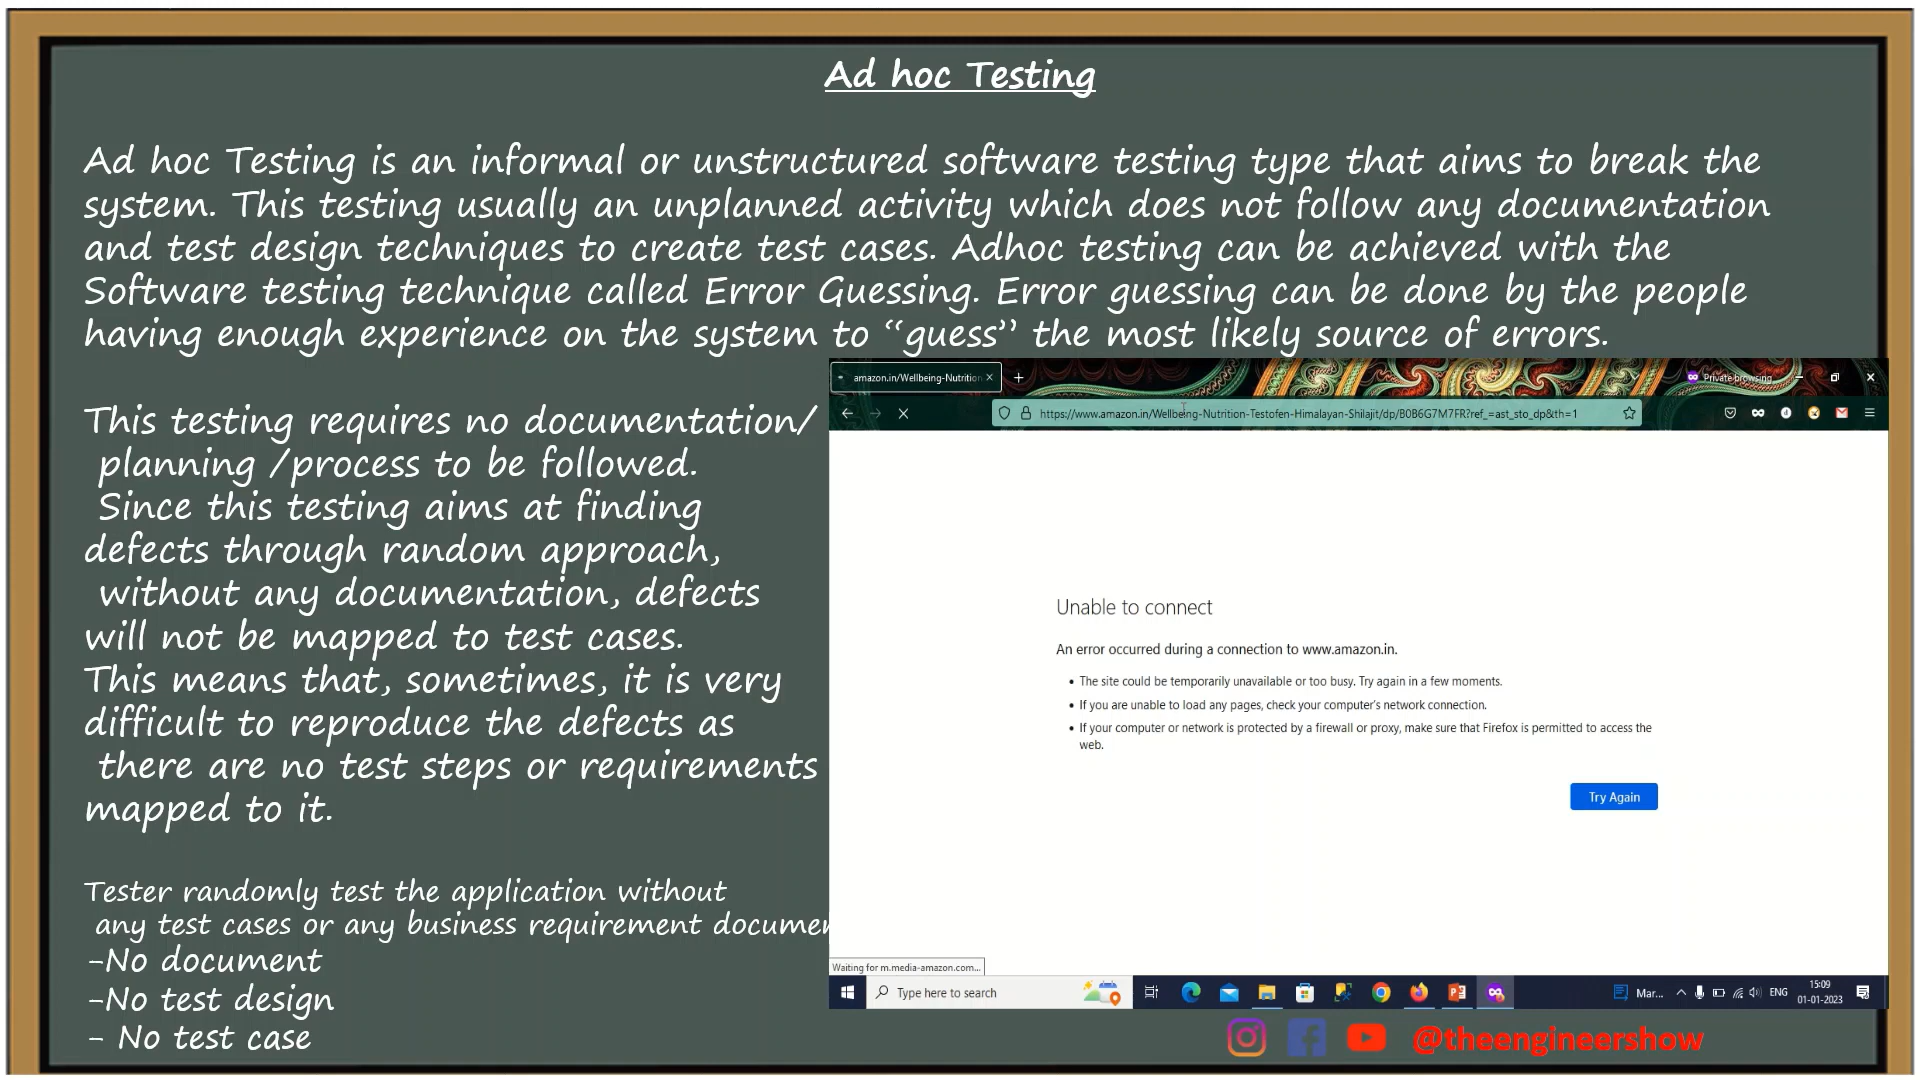 Ad hoc Testing
Ad hoc Testing is an informal or unstructured software testing type that aims to break the
system. This testing usually an unplanned activity which does not follow any documentation
and test design techniques to create test cases. Adhoc testing can be achieved with the
Software testing technique called Error Guessing. Error guessing can be done by the people
having enough experience on the system to “guess” the most likely source of errors.
This testing requires no documentation/
planning /process to be followed.
Since this testing aims at finding
defects through random approach,
without any documentation, defects
will not be mapped to test cases.
This means that, sometimes, it is very
difficult to reproduce the defects as
there are no test steps or requirements
mapped to it.
Tester randomly test the application without
any test cases or any business requirement
-No document
-No test design
- No test case
amazon.in/Wellbeing-Nutrition
Private browsing
https://www.amazon.in/Wellbeing-Nutrition-Testofen-Himalayan-Shilajit/dp/B0B6G7M7FR?ref_=ast_sto_dp&th=1
Unable to connect
An error occurred during a connection to www.amazon.in.
• The site could be temporarily unavailable or too busy. Try again in a few moments.
• If you are unable to load any pages, check your computer's network connection.
• If your computer or network is protected by a firewall or proxy, make sure that Firefox is permitted to access the
web.
Try Again
Waiting for m.media-amazon.com...
Type here to search
Mar...
ENG
15:09
01-01-2023
@theengineershow